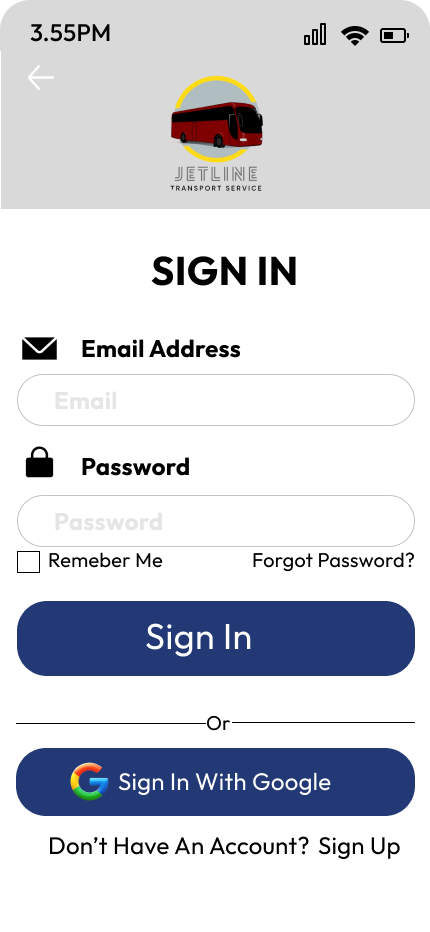 3.55PM
JETLINE
TRANSPORT SERVICE
SIGN IN
Email Address
Email
Password
Password
Remeber Me Forgot Password?
Sign In
Or
Sign In With Google
Don’t Have An Account? Sign Up